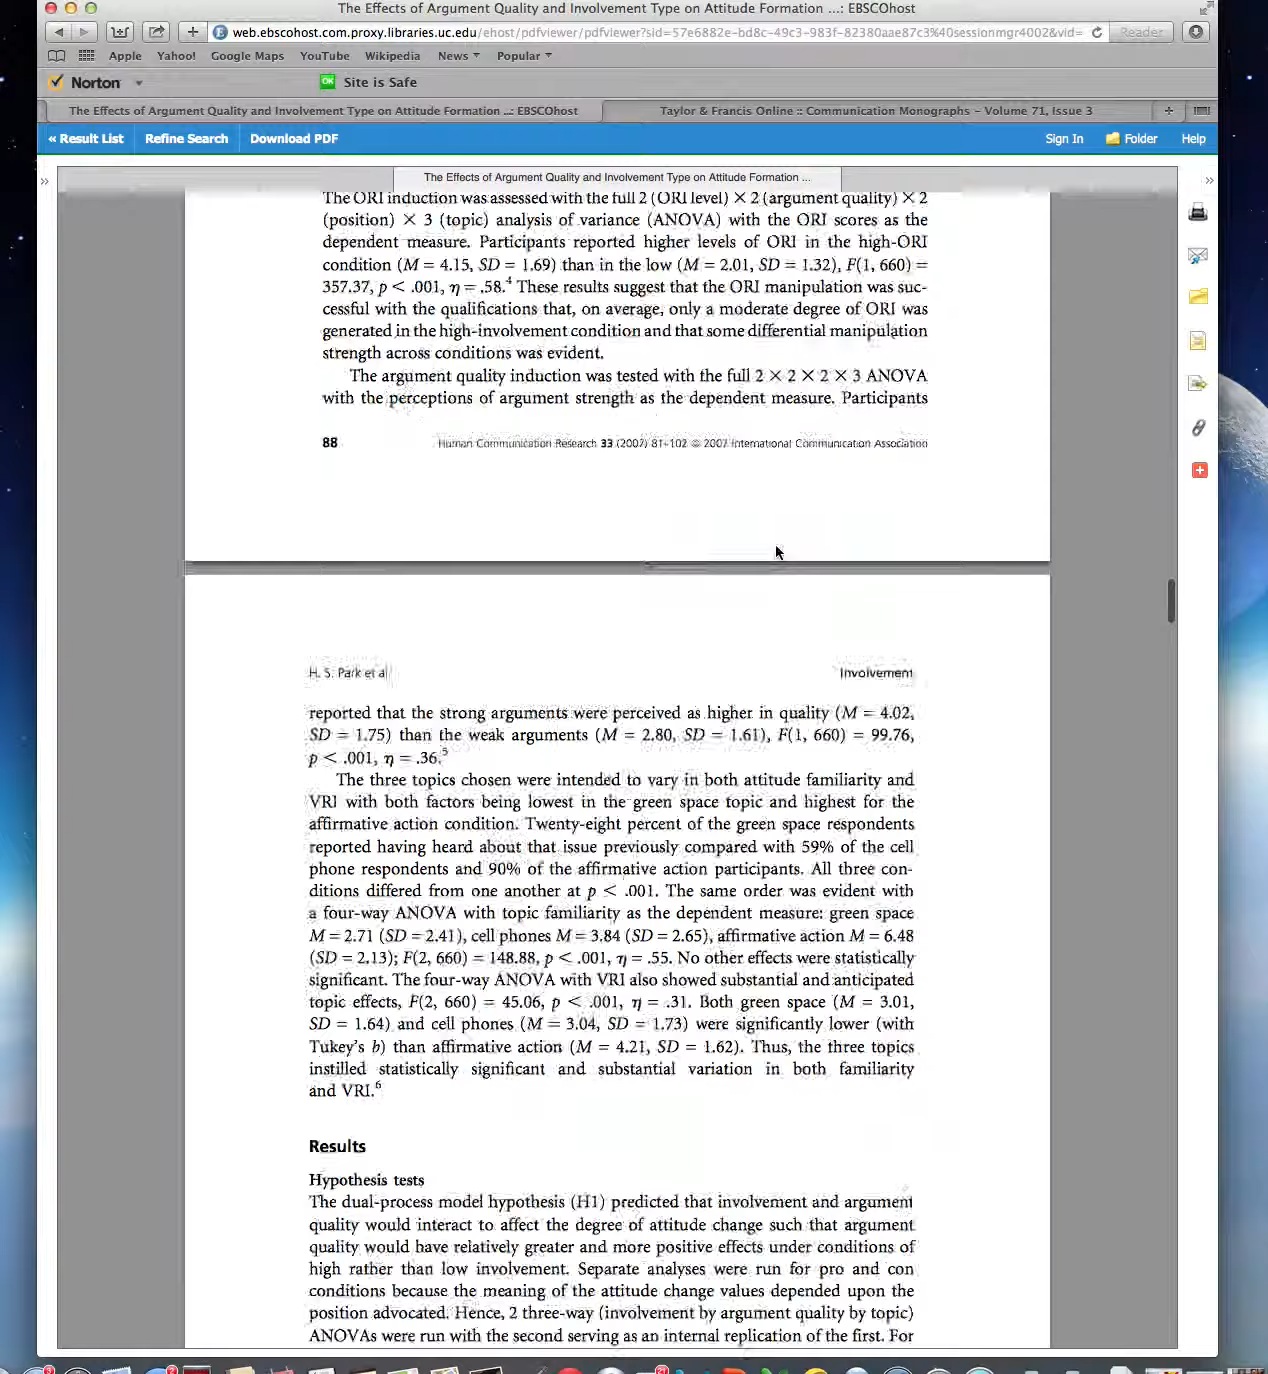 The Effects of Argument Quality and Involvement Type on Attitude Formation ...: EBSCOhost
web.ebscohost.com.proxy.libraries.uc.edu/ehost/pdfviewer/pdfviewer?sid=57e6882e-bd8c-49c3-983f-82380aae87c3%40sessionmgr4002&vid=
Reader
Apple Yahoo! Google Maps YouTube Wikipedia News Popular
Norton OK Site is Safe
The Effects of Argument Quality and Involvement Type on Attitude Formation ...: EBSCOhost
Taylor & Francis Online :: Communication Monographs - Volume 71, Issue 3
« Result List Refine Search Download PDF Sign In Folder Help
The Effects of Argument Quality and Involvement Type on Attitude Formation ...
The ORI induction was assessed with the full 2 (ORI level) × 2 (argument quality) × 2
(position) × 3 (topic) analysis of variance (ANOVA) with the ORI scores as the
dependent measure. Participants reported higher levels of ORI in the high-ORI
condition (M = 4.15, SD = 1.69) than in the low (M = 2.01, SD = 1.32), F(1, 660) =
357.37, p < .001, η = .58.⁴ These results suggest that the ORI manipulation was suc-
cessful with the qualifications that, on average, only a moderate degree of ORI was
generated in the high-involvement condition and that some differential manipulation
strength across conditions was evident.
The argument quality induction was tested with the full 2 × 2 × 2 × 3 ANOVA
with the perceptions of argument strength as the dependent measure. Participants
88 Human Communication Research 33 (2007) 81–102 © 2007 International Communication Association
H. S. Park et al. Involvement
reported that the strong arguments were perceived as higher in quality (M = 4.02,
SD = 1.75) than the weak arguments (M = 2.80, SD = 1.61), F(1, 660) = 99.76,
p < .001, η = .36.⁵
The three topics chosen were intended to vary in both attitude familiarity and
VRI with both factors being lowest in the green space topic and highest for the
affirmative action condition. Twenty-eight percent of the green space respondents
reported having heard about that issue previously compared with 59% of the cell
phone respondents and 90% of the affirmative action participants. All three con-
ditions differed from one another at p < .001. The same order was evident with
a four-way ANOVA with topic familiarity as the dependent measure: green space
M = 2.71 (SD = 2.41), cell phones M = 3.84 (SD = 2.65), affirmative action M = 6.48
(SD = 2.13); F(2, 660) = 148.88, p < .001, η = .55. No other effects were statistically
significant. The four-way ANOVA with VRI also showed substantial and anticipated
topic effects, F(2, 660) = 45.06, p < .001, η = .31. Both green space (M = 3.01,
SD = 1.64) and cell phones (M = 3.04, SD = 1.73) were significantly lower (with
Tukey's b) than affirmative action (M = 4.21, SD = 1.62). Thus, the three topics
instilled statistically significant and substantial variation in both familiarity
and VRI.⁶
Results
Hypothesis tests
The dual-process model hypothesis (H1) predicted that involvement and argument
quality would interact to affect the degree of attitude change such that argument
quality would have relatively greater and more positive effects under conditions of
high rather than low involvement. Separate analyses were run for pro and con
conditions because the meaning of the attitude change values depended upon the
position advocated. Hence, 2 three-way (involvement by argument quality by topic)
ANOVAs were run with the second serving as an internal replication of the first. For